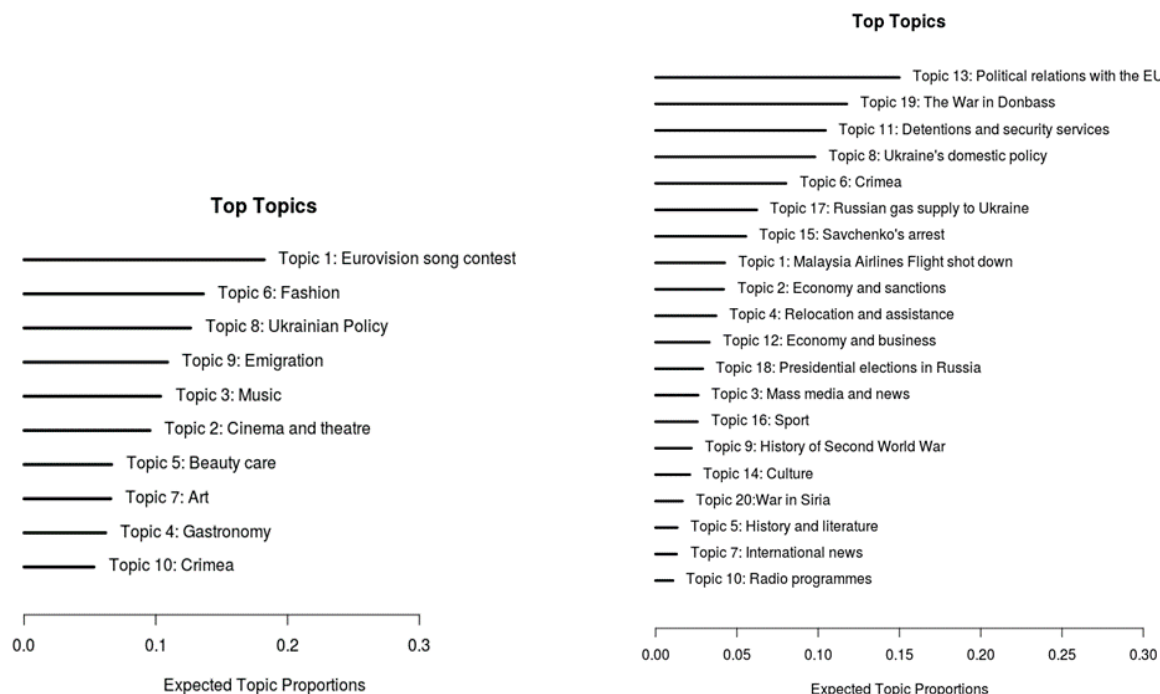 Top Topics
Topic 1: Eurovision song contest
Topic 6: Fashion
Topic 8: Ukrainian Policy
Topic 9: Emigration
Topic 3: Music
Topic 2: Cinema and theatre
Topic 5: Beauty care
Topic 7: Art
Topic 4: Gastronomy
Topic 10: Crimea
0.0 0.1 0.2 0.3
Expected Topic Proportions
Top Topics
Topic 13: Political relations with the EU
Topic 19: The War in Donbass
Topic 11: Detentions and security services
Topic 8: Ukraine's domestic policy
Topic 6: Crimea
Topic 17: Russian gas supply to Ukraine
Topic 15: Savchenko's arrest
Topic 1: Malaysia Airlines Flight shot down
Topic 2: Economy and sanctions
Topic 4: Relocation and assistance
Topic 12: Economy and business
Topic 18: Presidential elections in Russia
Topic 3: Mass media and news
Topic 16: Sport
Topic 9: History of Second World War
Topic 14: Culture
Topic 20:War in Siria
Topic 5: History and literature
Topic 7: International news
Topic 10: Radio programmes
0.00 0.05 0.10 0.15 0.20 0.25 0.30
Expected Topic Proportions